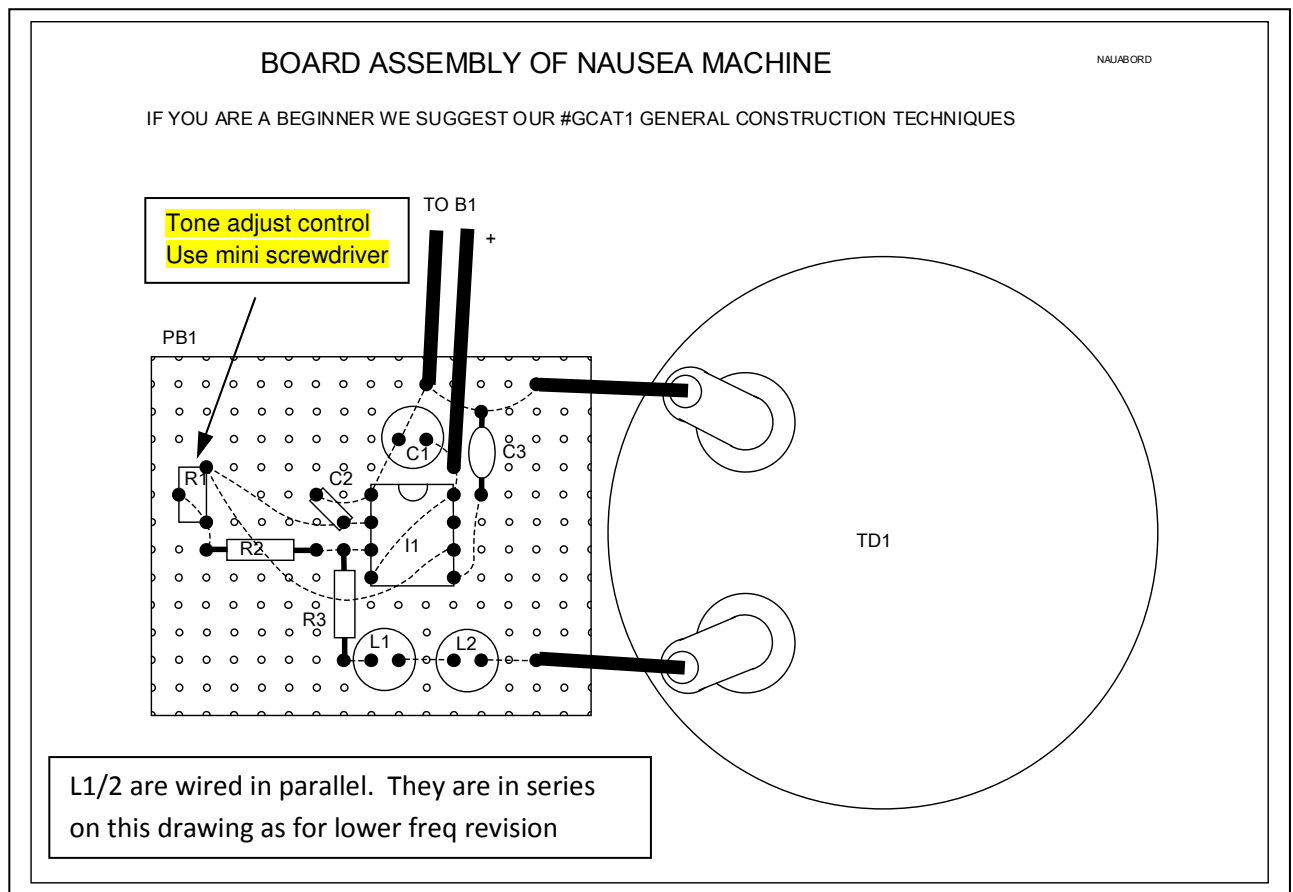 BOARD ASSEMBLY OF NAUSEA MACHINE
NAUABORD
IF YOU ARE A BEGINNER WE SUGGEST OUR #GCAT1 GENERAL CONSTRUCTION TECHNIQUES
Tone adjust control
Use mini screwdriver
TO B1
+
PB1
C1
C3
R1
C2
R2
I1
TD1
R3
L1
L2
L1/2 are wired in parallel. They are in series
on this drawing as for lower freq revision